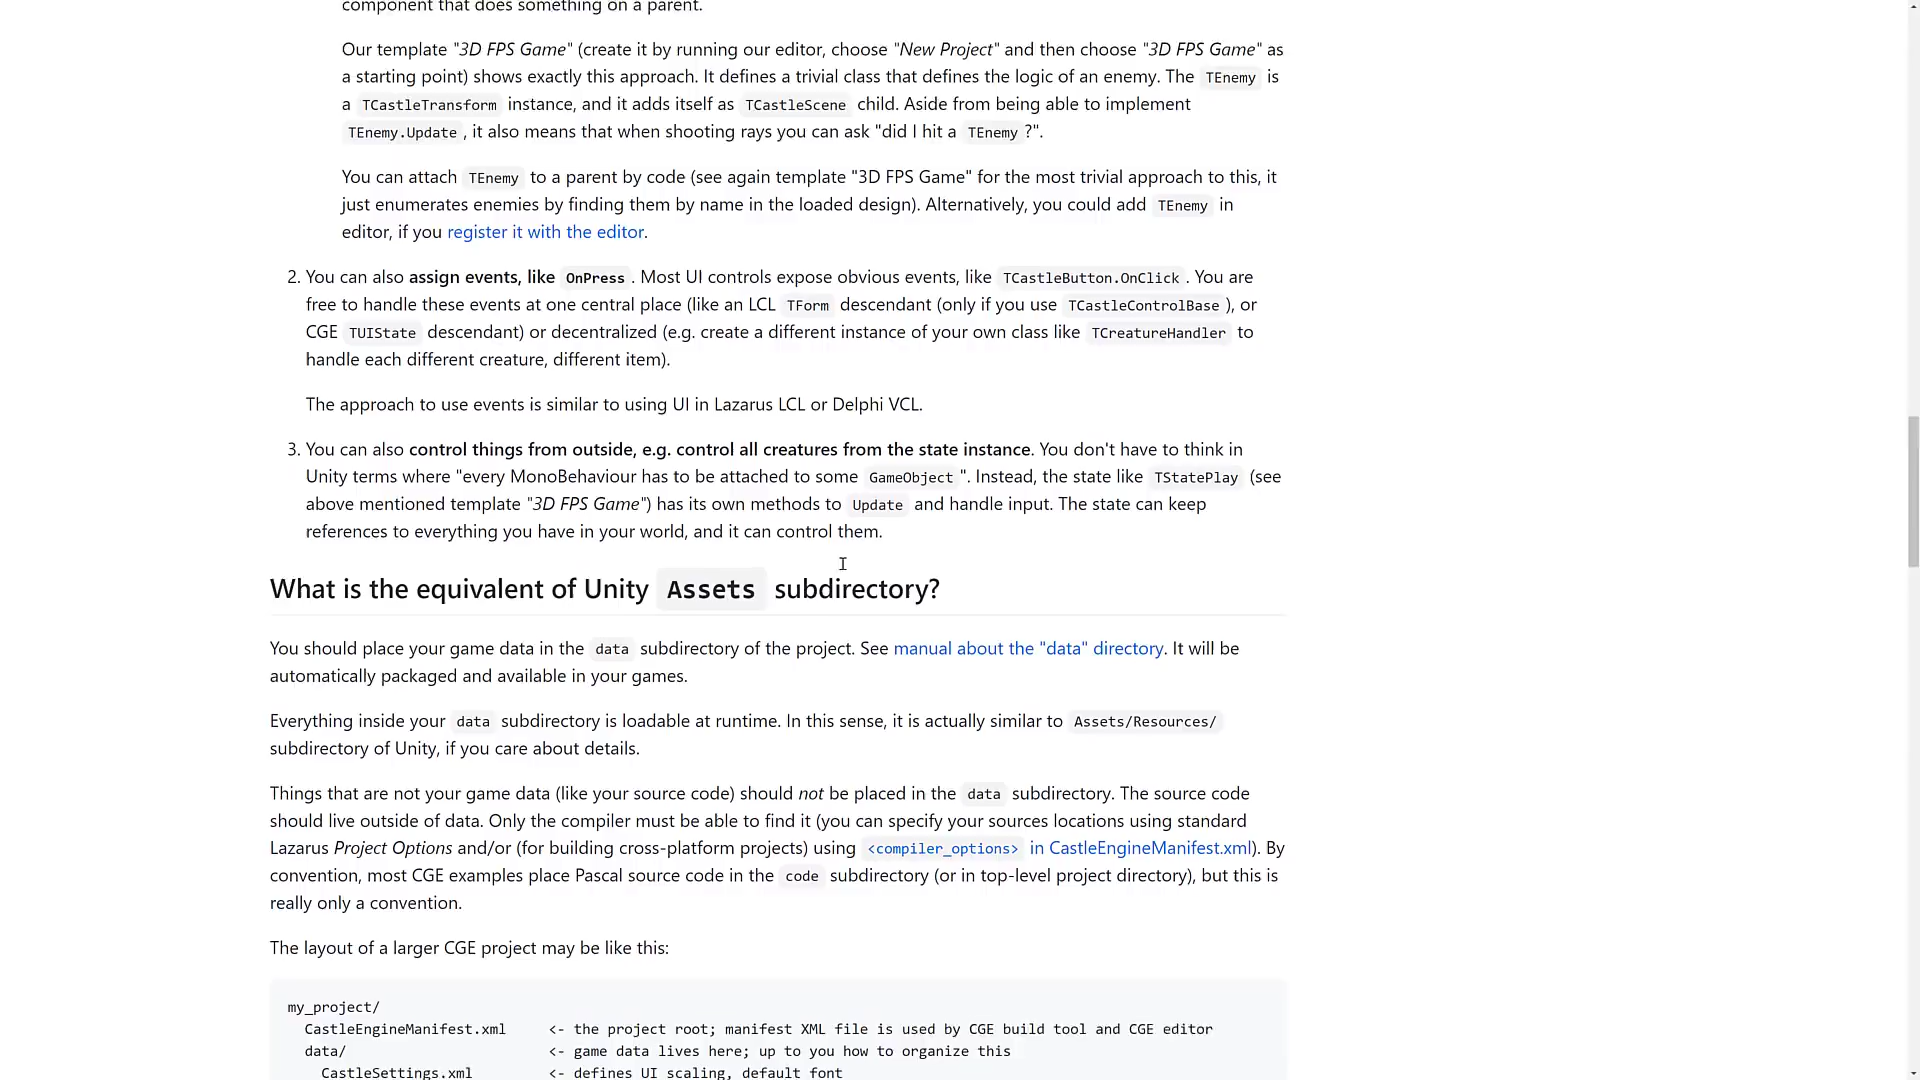 component that does something on a parent.
Our template "3D FPS Game" (create it by running our editor, choose "New Project" and then choose "3D FPS Game" as
a starting point) shows exactly this approach. It defines a trivial class that defines the logic of an enemy. The TEnemy is
a TCastleTransform instance, and it adds itself as TCastleScene child. Aside from being able to implement
TEnemy.Update , it also means that when shooting rays you can ask "did I hit a TEnemy ?".
You can attach TEnemy to a parent by code (see again template "3D FPS Game" for the most trivial approach to this, it
just enumerates enemies by finding them by name in the loaded design). Alternatively, you could add TEnemy in
editor, if you register it with the editor.
2. You can also assign events, like OnPress . Most UI controls expose obvious events, like TCastleButton.OnClick . You are
free to handle these events at one central place (like an LCL TForm descendant (only if you use TCastleControlBase ), or
CGE TUIState descendant) or decentralized (e.g. create a different instance of your own class like TCreatureHandler to
handle each different creature, different item).
The approach to use events is similar to using UI in Lazarus LCL or Delphi VCL.
3. You can also control things from outside, e.g. control all creatures from the state instance. You don't have to think in
Unity terms where "every MonoBehaviour has to be attached to some GameObject ". Instead, the state like TStatePlay (see
above mentioned template "3D FPS Game") has its own methods to Update and handle input. The state can keep
references to everything you have in your world, and it can control them.
What is the equivalent of Unity Assets subdirectory?
You should place your game data in the data subdirectory of the project. See manual about the "data" directory. It will be
automatically packaged and available in your games.
Everything inside your data subdirectory is loadable at runtime. In this sense, it is actually similar to Assets/Resources/
subdirectory of Unity, if you care about details.
Things that are not your game data (like your source code) should not be placed in the data subdirectory. The source code
should live outside of data. Only the compiler must be able to find it (you can specify your sources locations using standard
Lazarus Project Options and/or (for building cross-platform projects) using <compiler_options> in CastleEngineManifest.xml). By
convention, most CGE examples place Pascal source code in the code subdirectory (or in top-level project directory), but this is
really only a convention.
The layout of a larger CGE project may be like this:
my_project/
CastleEngineManifest.xml <- the project root; manifest XML file is used by CGE build tool and CGE editor
data/ <- game data lives here; up to you how to organize this
CastleSettings.xml <- defines UI scaling, default font